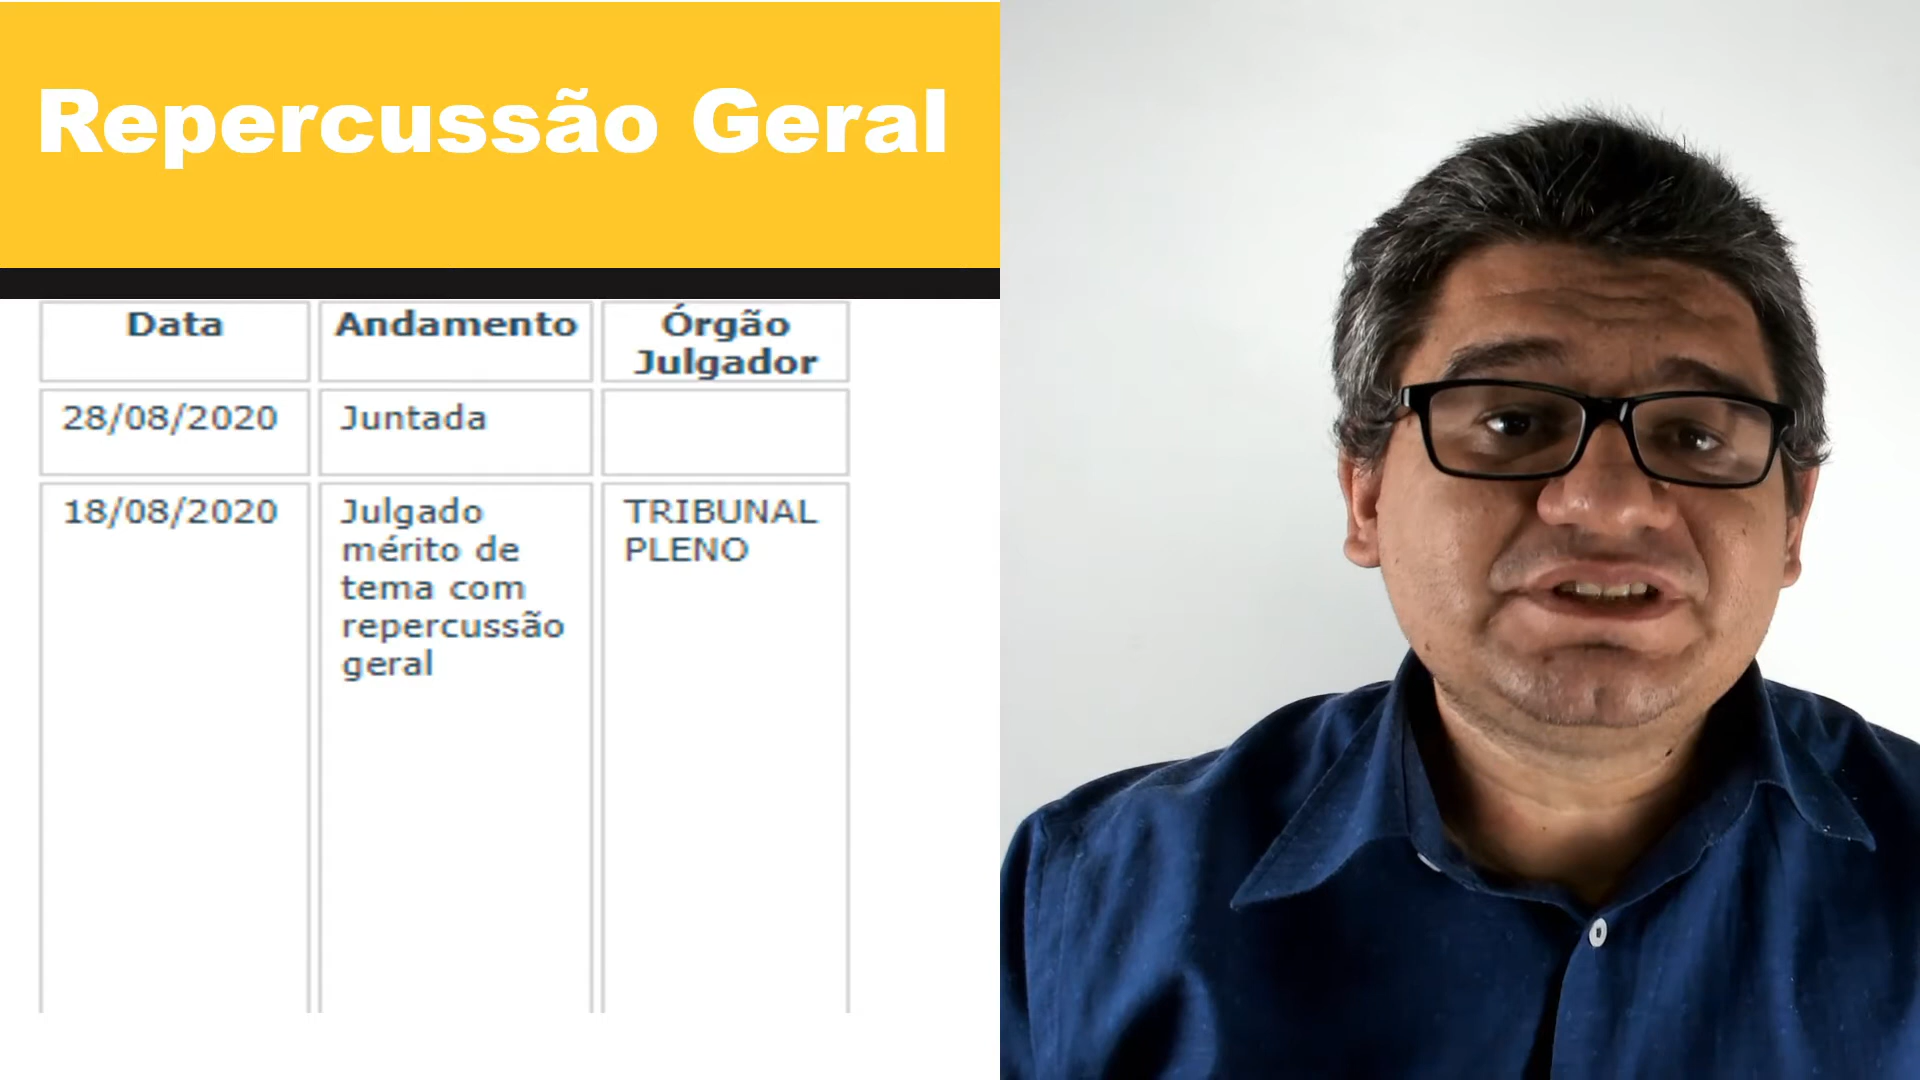 Repercussão Geral
Data Andamento Órgão
Julgador
28/08/2020 Juntada
18/08/2020 Julgado TRIBUNAL
mérito de PLENO
tema com
repercussão
geral